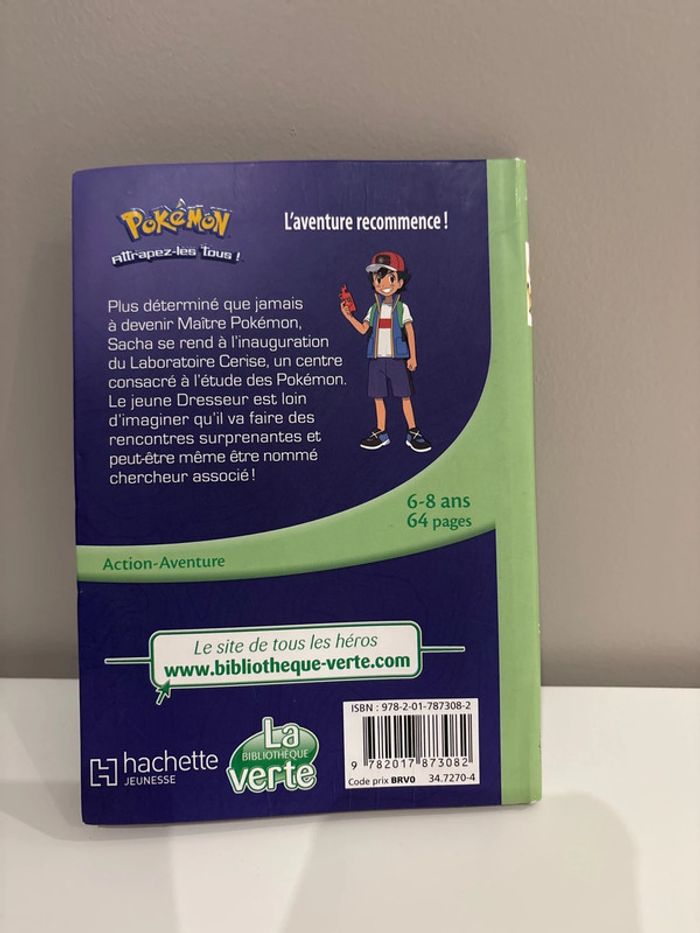 POKéMON
ATTrapez-les Tous !
L'aventure recommence !
Plus déterminé que jamais
à devenir Maître Pokémon,
Sacha se rend à l'inauguration
du Laboratoire Cerise, un centre
consacré à l'étude des Pokémon.
Le jeune Dresseur est loin
d'imaginer qu'il va faire des
rencontres surprenantes et
peut-être même être nommé
chercheur associé !
6-8 ans
64 pages
Action-Aventure
Le site de tous les héros
www.bibliotheque-verte.com
hachette
JEUNESSE
La
BIBLIOTHÈQUE
verte
ISBN : 978-2-01-787308-2
9 782017 873082
Code prix BRV0 34.7270-4